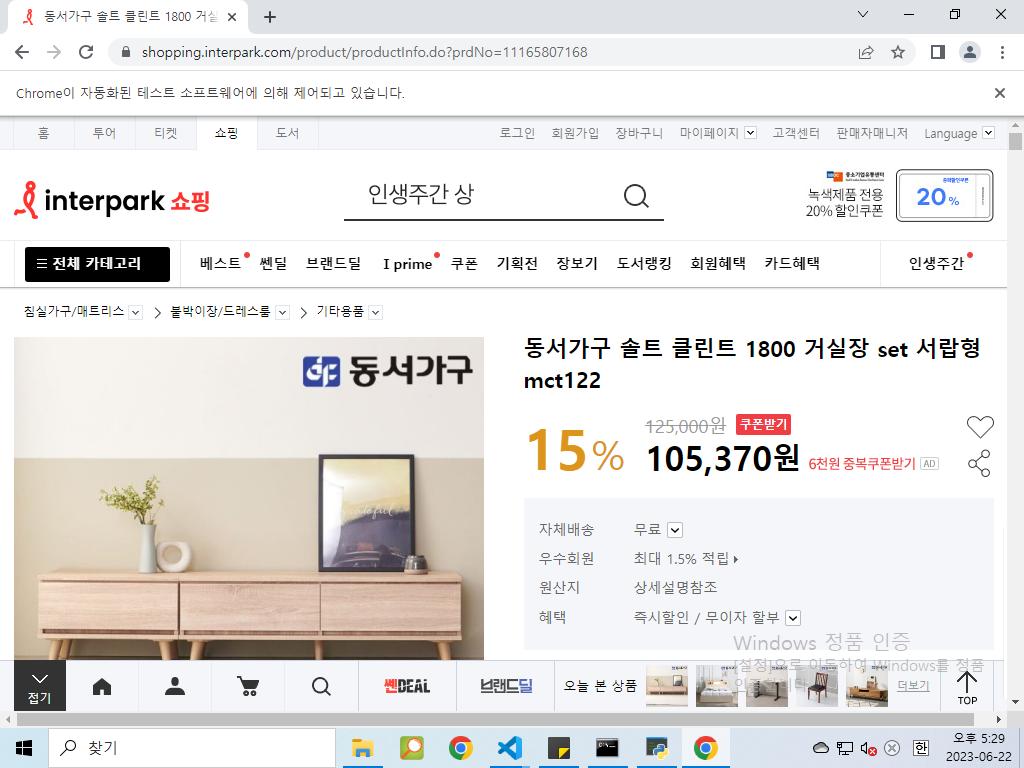 동서가구 솔트 클린트 1800 거실
shopping.interpark.com/product/productInfo.do?prdNo=11165807168
Chrome이 자동화된 테스트 소프트웨어에 의해 제어되고 있습니다.
홈 투어 티켓 쇼핑 도서 로그인 회원가입 장바구니 마이페이지 고객센터 판매자매니저 Language
interpark 쇼핑
인생주간 상
중소기업유통센터
녹색제품 전용
20% 할인쿠폰
중복할인쿠폰
20%
전체 카테고리 베스트 쎈딜 브랜드딜 I prime 쿠폰 기획전 장보기 도서랭킹 회원혜택 카드혜택 인생주간
침실가구/매트리스 > 붙박이장/드레스룸 > 기타용품
동서가구
동서가구 솔트 클린트 1800 거실장 set 서랍형
mct122
15%
125,000원 쿠폰받기
105,370원 6천원 중복쿠폰받기 AD
자체배송 무료
우수회원 최대 1.5% 적립
원산지 상세설명참조
혜택 즉시할인 / 무이자 할부
Windows 정품 인증
[설정]으로 이동하여 Windows를 정품
접기
쎈DEAL
브랜드딜
오늘 본 상품
더보기
TOP
찾기
한
오후 5:29
2023-06-22